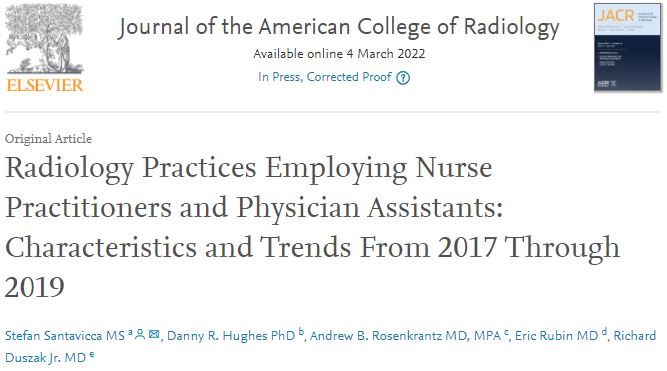 Journal of the American College of Radiology
Available online 4 March 2022
In Press, Corrected Proof ?
ELSEVIER
JACR
Original Article
Radiology Practices Employing Nurse
Practitioners and Physician Assistants:
Characteristics and Trends From 2017 Through
2019
Stefan Santavicca MS a, Danny R. Hughes PhD b, Andrew B. Rosenkrantz MD, MPA c, Eric Rubin MD d, Richard
Duszak Jr. MD e